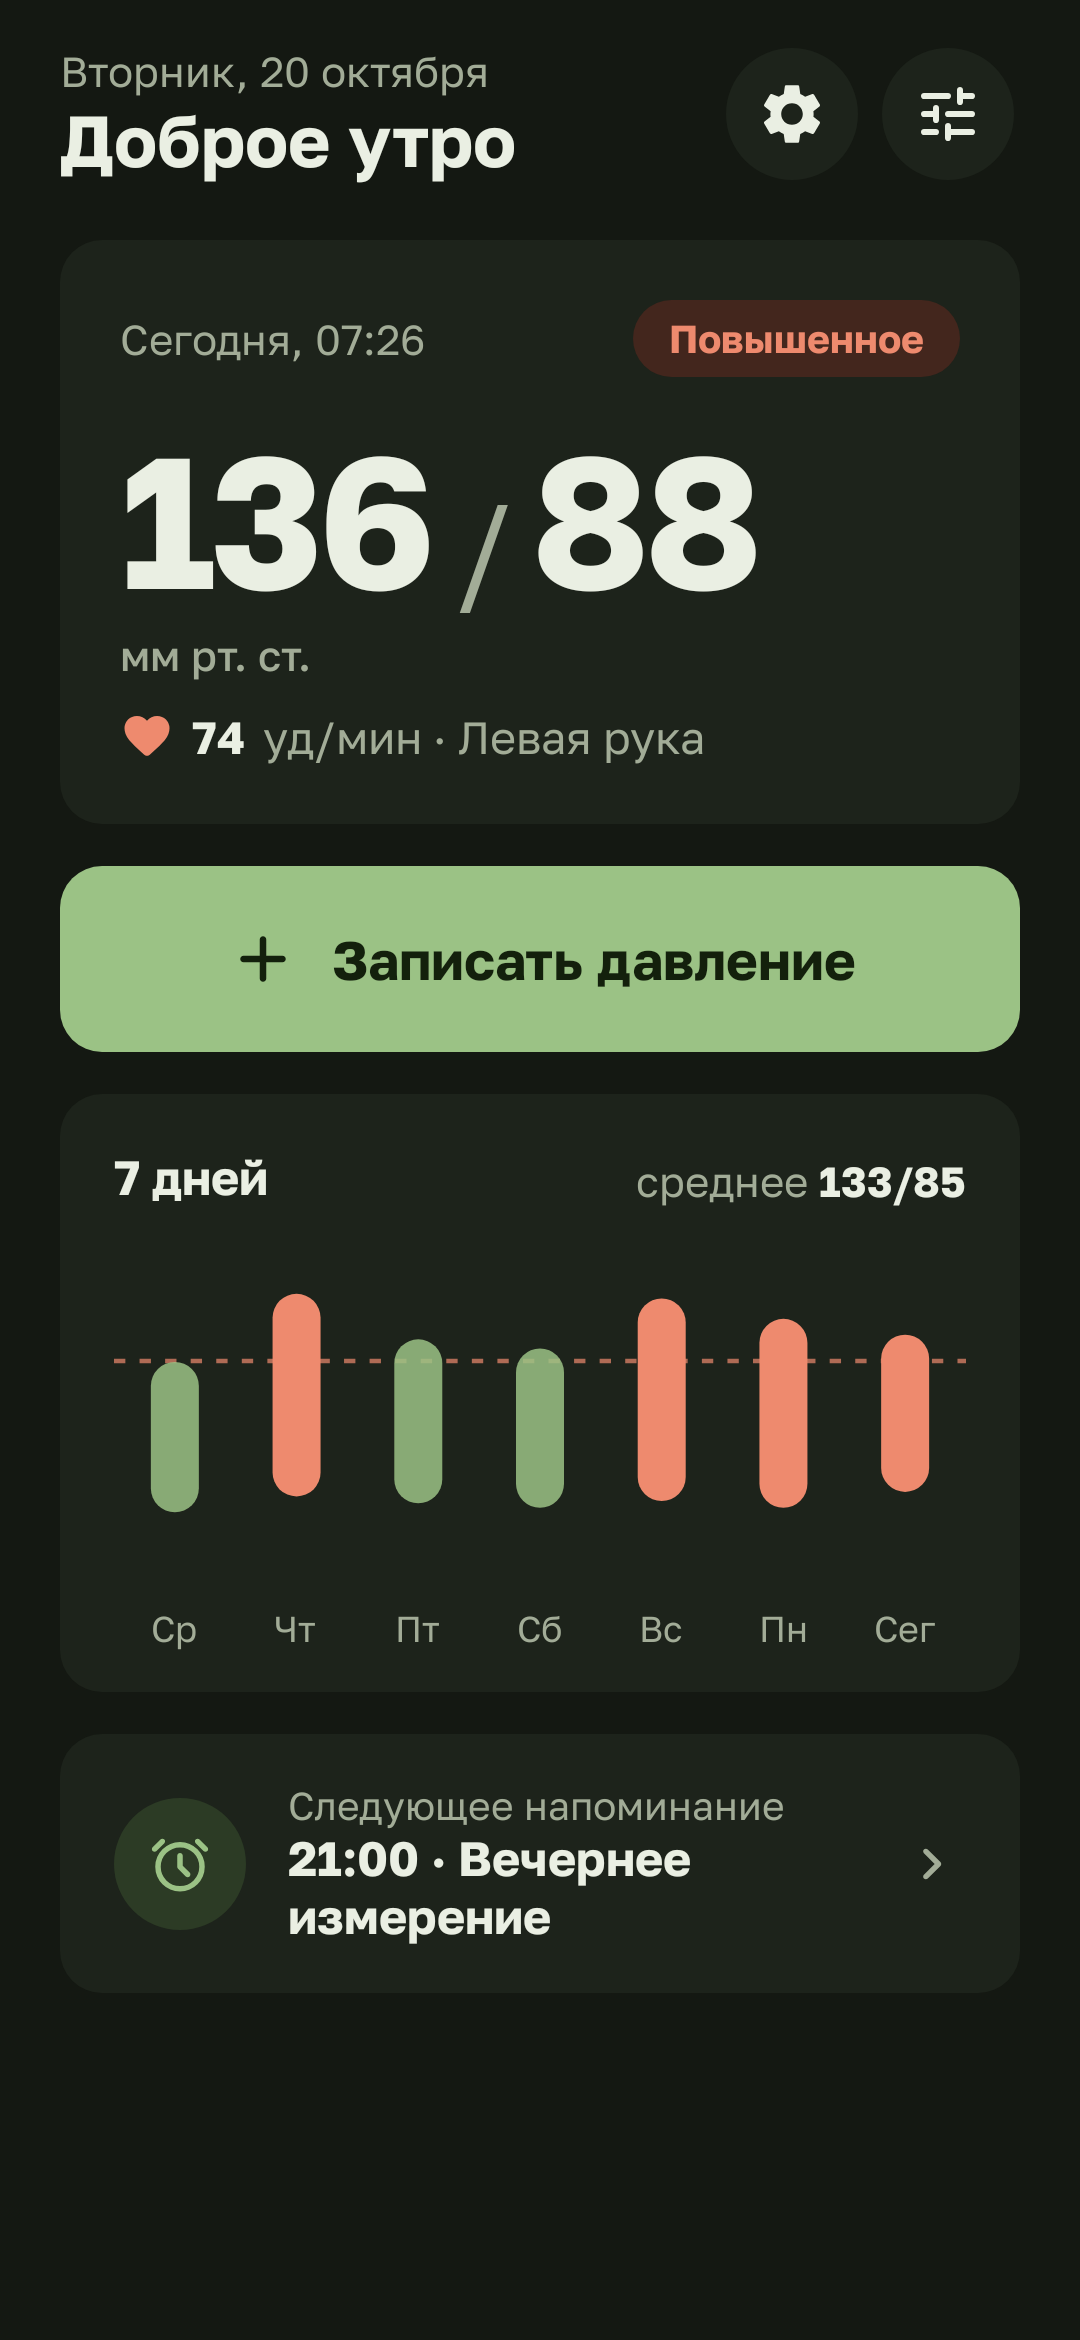 Вторник, 20 октября
Доброе утро
Сегодня, 07:26
Повышенное
136 / 88
мм рт. ст.
74 уд/мин · Левая рука
Записать давление
7 дней
среднее 133/85
Ср Чт Пт Сб Вс Пн Сег
Следующее напоминание
21:00 · Вечернее
измерение